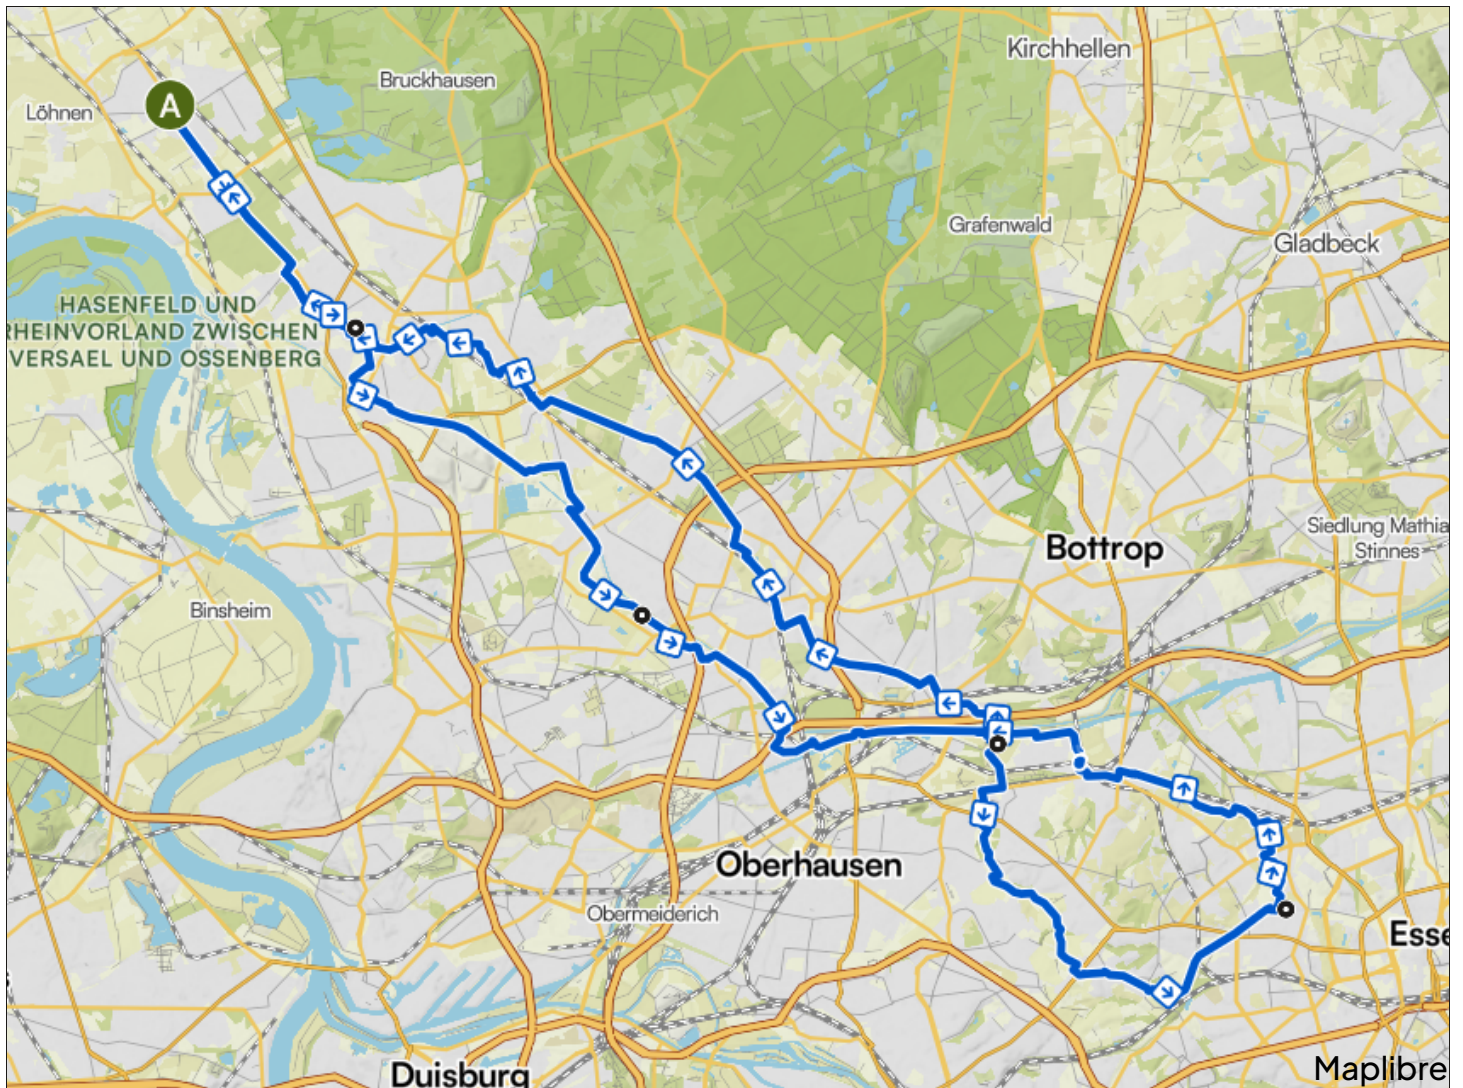 Kirchhellen
Bruckhausen
A
Löhnen
Grafenwald
Gladbeck
HASENFELD UND
RHEINVORLAND ZWISCHEN
VERSAEL UND OSSENBERG
Siedlung Mathia
Stinnes
Bottrop
Binsheim
Oberhausen
Obermeiderich
Esse
Duisburg
Maplibre